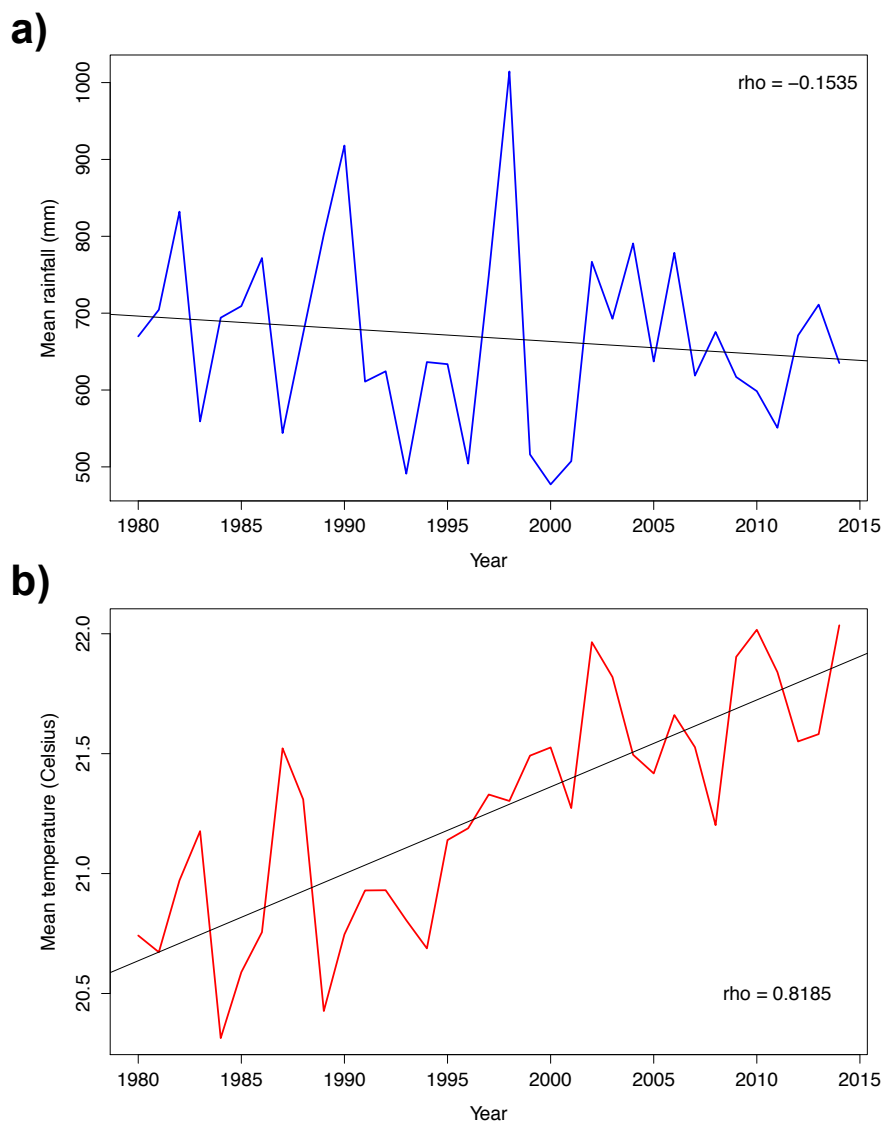 a)
rho = −0.1535
Mean rainfall (mm)
1000
900
800
700
600
500
1980 1985 1990 1995 2000 2005 2010 2015
Year
b)
Mean temperature (Celsius)
22.0
21.5
21.0
20.5
rho = 0.8185
1980 1985 1990 1995 2000 2005 2010 2015
Year